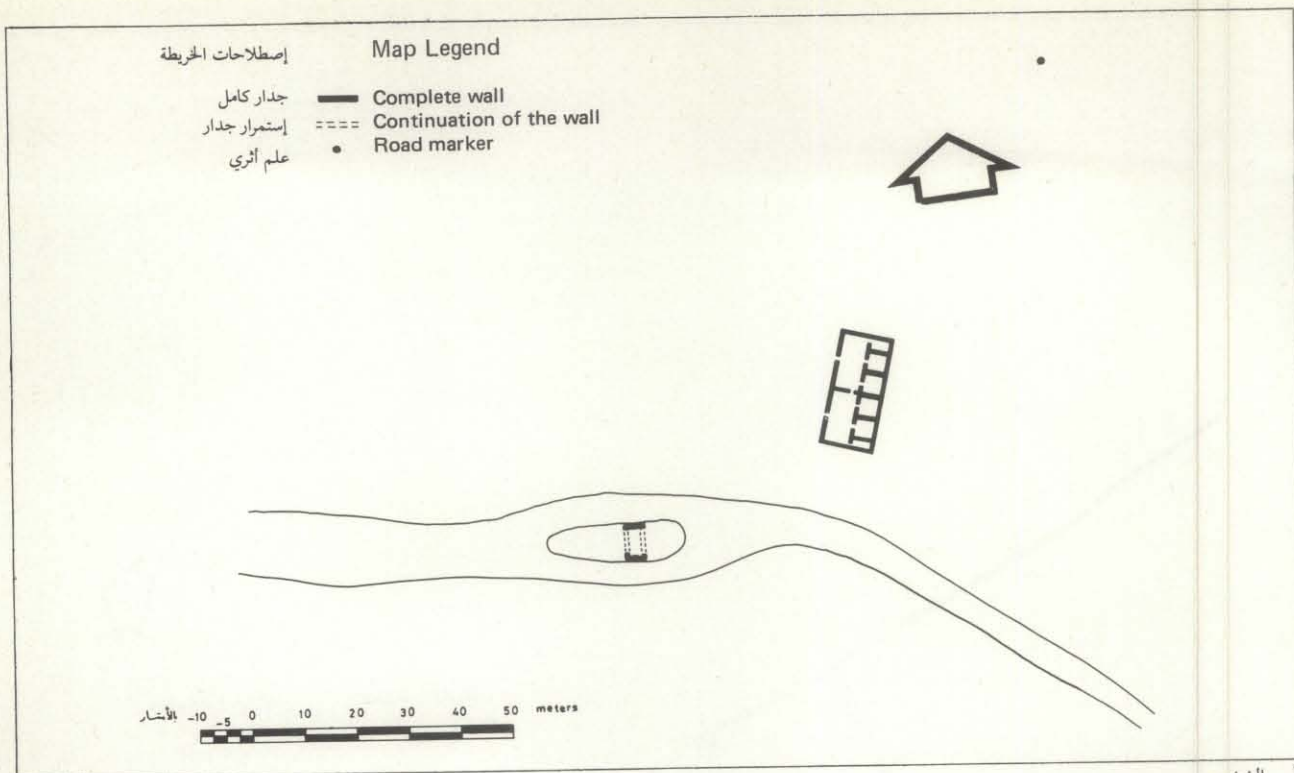 إصطلاحات الخريطة Map Legend
جدار كامل Complete wall
إستمرار جدار Continuation of the wall
علم أثري Road marker
بالأمتار -10 -5 0 10 20 30 40 50 meters